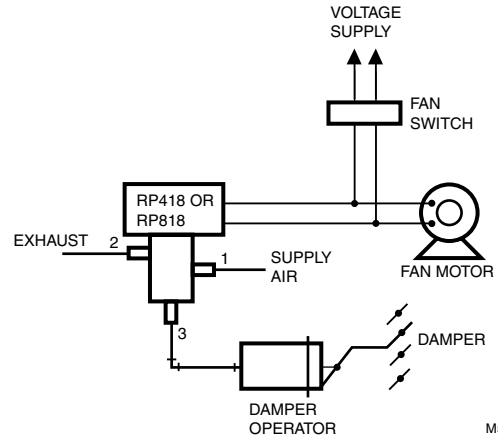 VOLTAGE
SUPPLY
FAN
SWITCH
RP418 OR
RP818
EXHAUST
2
1
SUPPLY
AIR
FAN MOTOR
3
DAMPER
DAMPER
OPERATOR